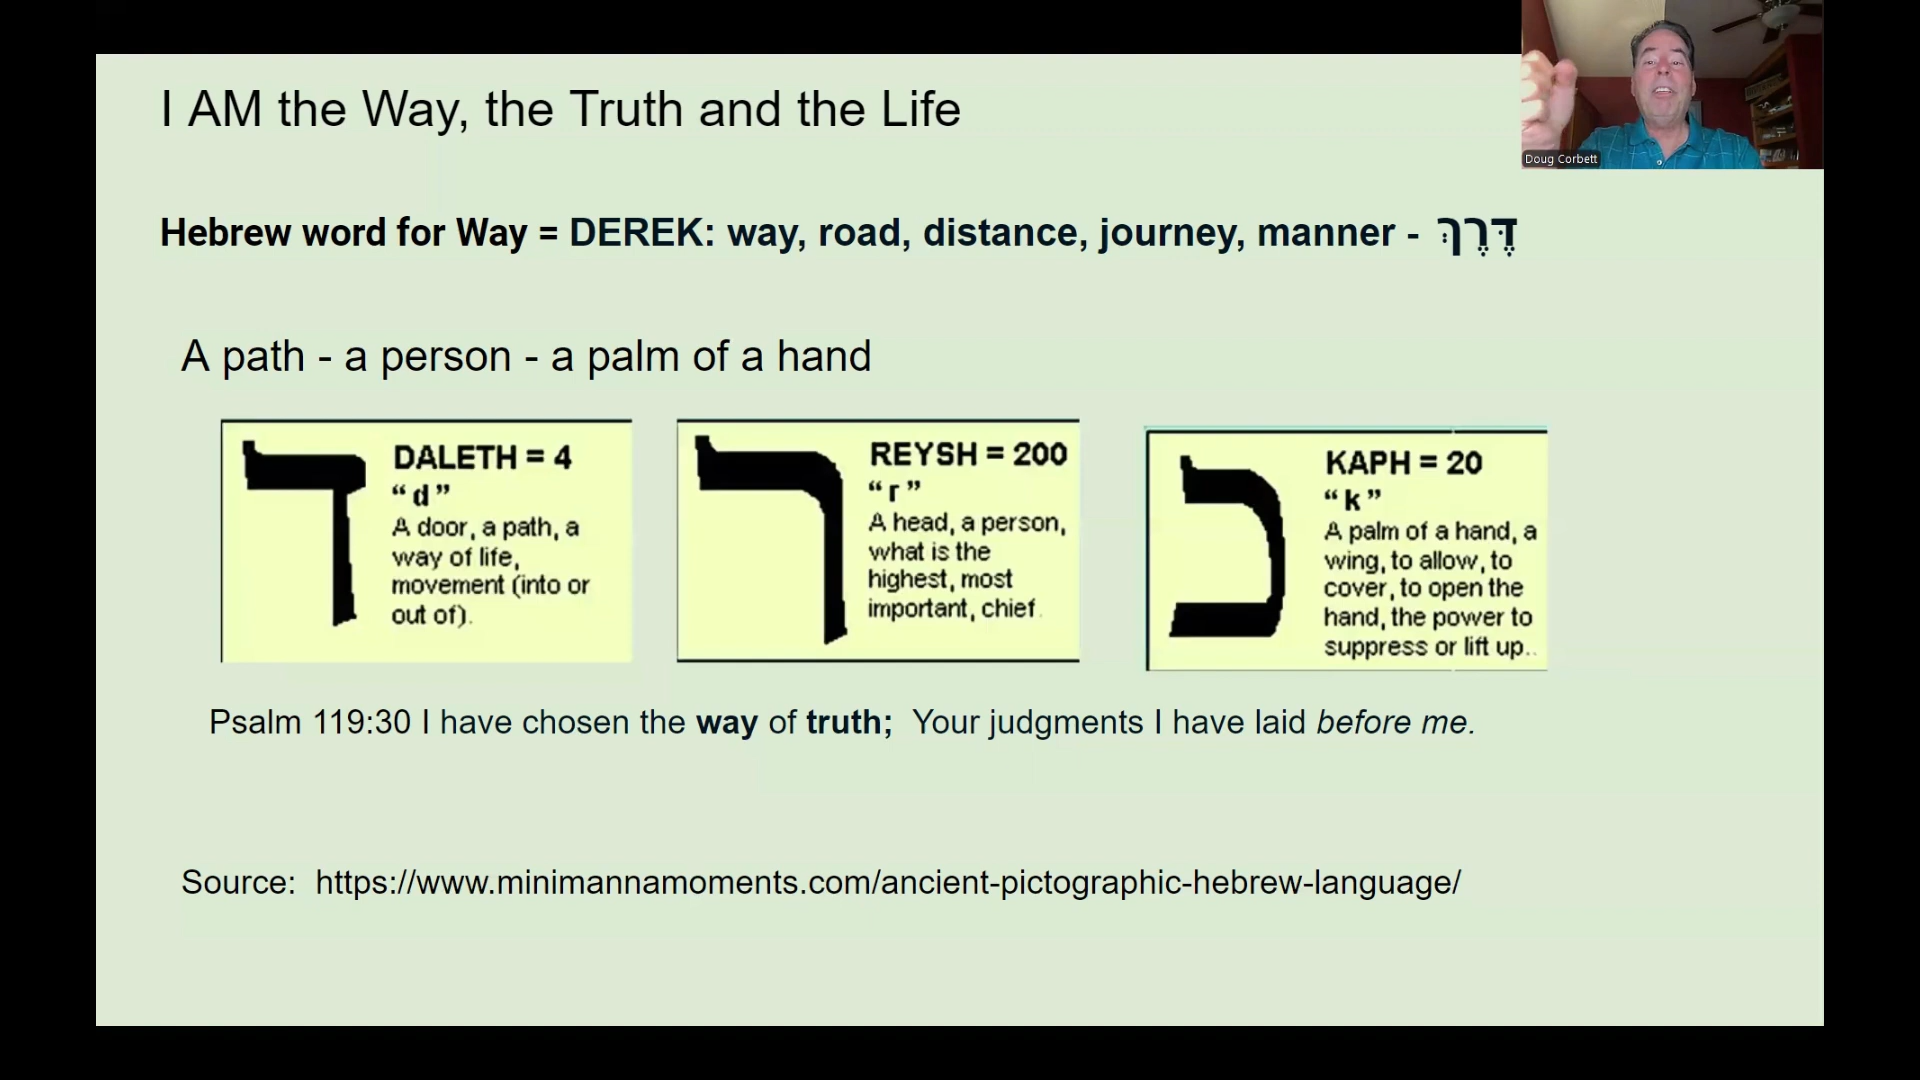 I AM the Way, the Truth and the Life
Doug Corbett
Hebrew word for Way = DEREK: way, road, distance, journey, manner - דֶּרֶךְ
A path - a person - a palm of a hand
ד
DALETH = 4
“d”
A door, a path, a
way of life,
movement (into or
out of).
ר
REYSH = 200
“r”
A head, a person,
what is the
highest, most
important, chief.
כ
KAPH = 20
“k”
A palm of a hand, a
wing, to allow, to
cover, to open the
hand, the power to
suppress or lift up..
Psalm 119:30 I have chosen the way of truth; Your judgments I have laid before me.
Source: https://www.minimannamoments.com/ancient-pictographic-hebrew-language/